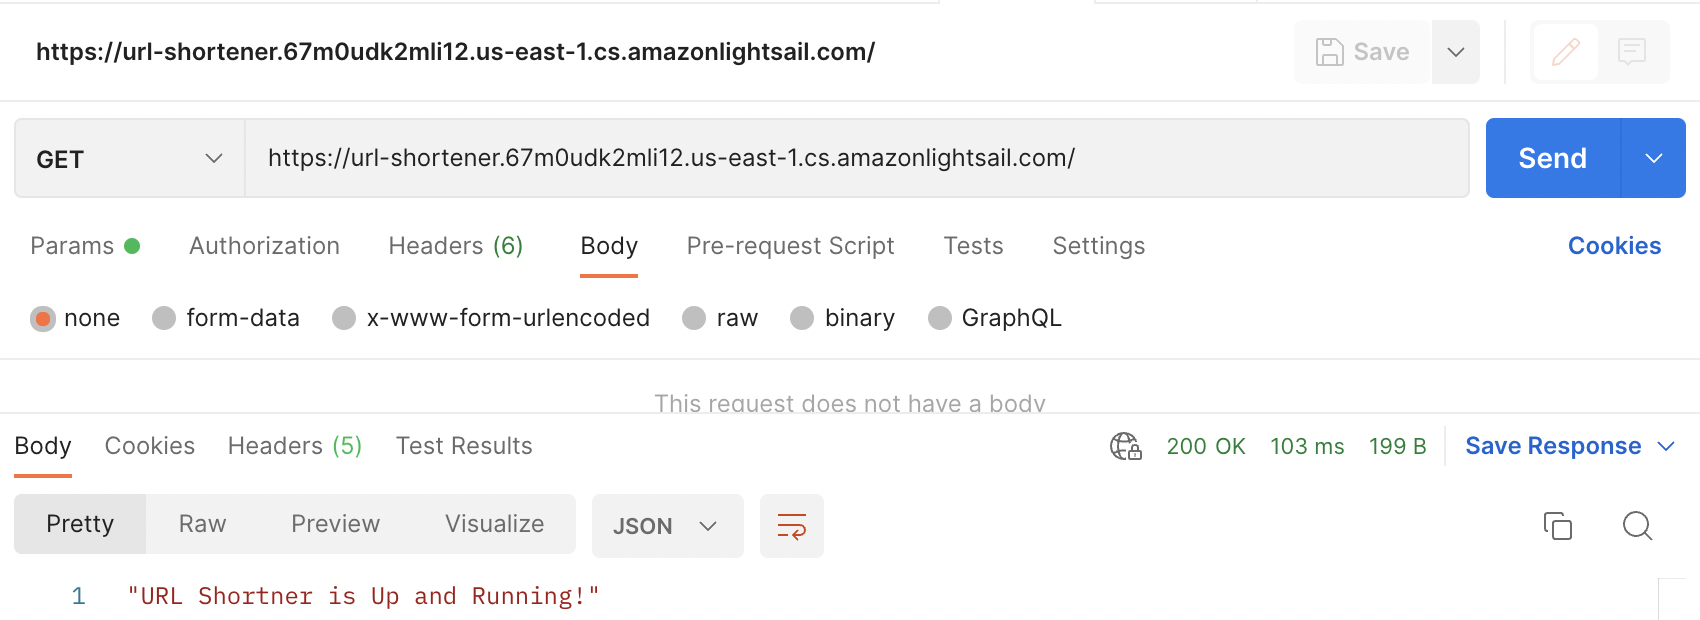 https://url-shortener.67m0udk2mli12.us-east-1.cs.amazonlightsail.com/ Save
GET https://url-shortener.67m0udk2mli12.us-east-1.cs.amazonlightsail.com/ Send
Params Authorization Headers (6) Body Pre-request Script Tests Settings Cookies
none form-data x-www-form-urlencoded raw binary GraphQL
This request does not have a body
Body Cookies Headers (5) Test Results 200 OK 103 ms 199 B Save Response
Pretty Raw Preview Visualize JSON
1 "URL Shortner is Up and Running!"